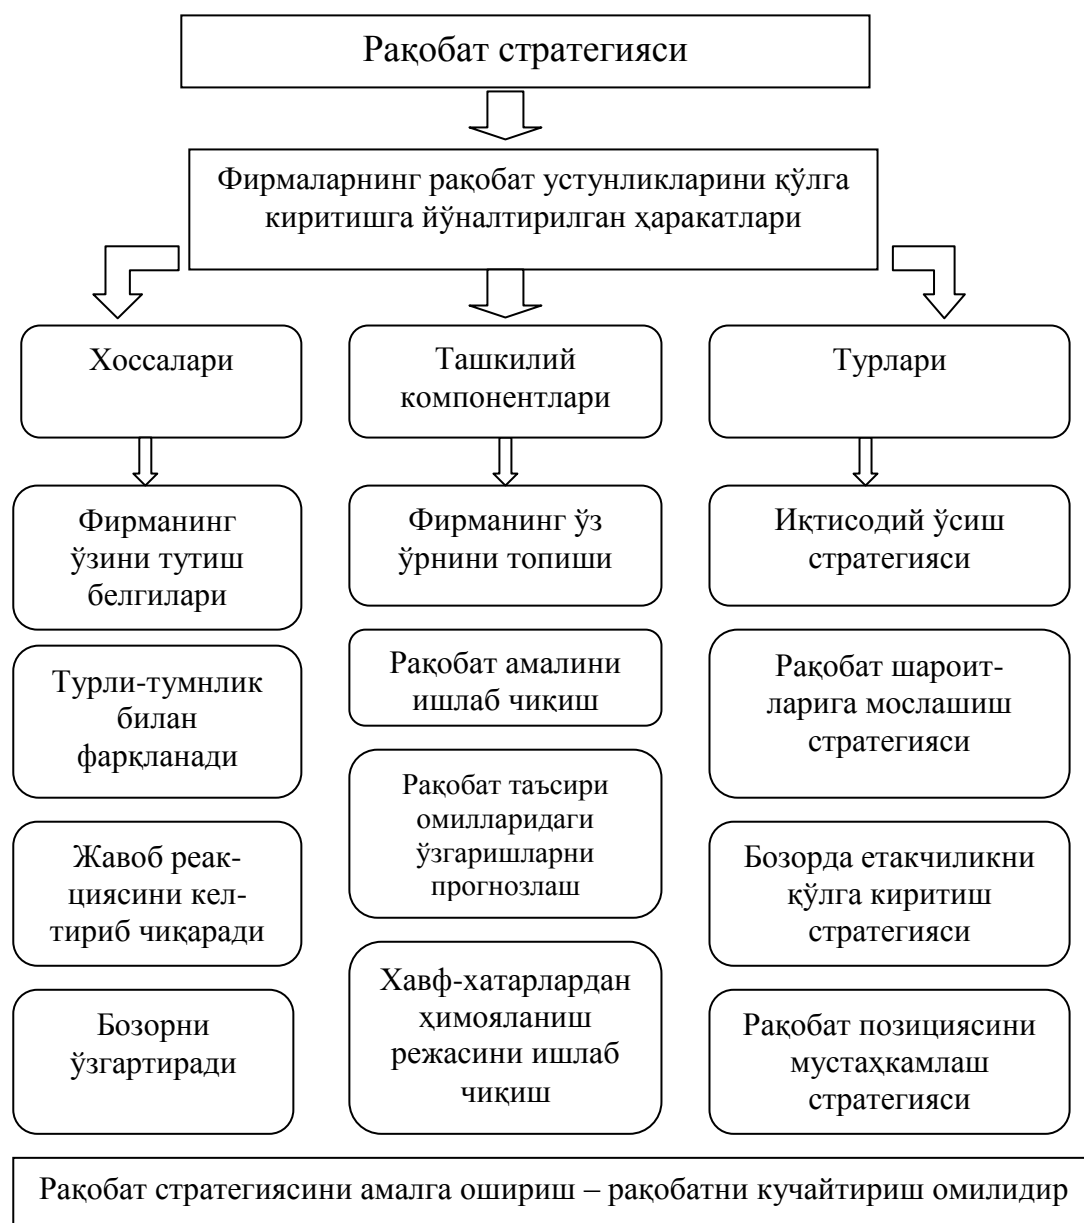 Рақобат стратегияси
Фирмаларнинг рақобат устунликларини қўлга
киритишга йўналтирилган ҳаракатлари
Хоссалари
Фирманинг
ўзини тутиш
белгилари
Турли-тумнлик
билан
фарқланади
Жавоб реак-
циясини кел-
тириб чиқаради
Бозорни
ўзгартиради
Ташкилий
компонентлари
Фирманинг ўз
ўрнини топиши
Рақобат амалини
ишлаб чиқиш
Рақобат таъсири
омилларидаги
ўзгаришларни
прогнозлаш
Хавф-хатарлардан
ҳимояланиш
режасини ишлаб
чиқиш
Турлари
Иқтисодий ўсиш
стратегияси
Рақобат шароит-
ларига мослашиш
стратегияси
Бозорда етакчиликни
қўлга киритиш
стратегияси
Рақобат позициясини
мустаҳкамлаш
стратегияси
Рақобат стратегиясини амалга ошириш – рақобатни кучайтириш омилидир